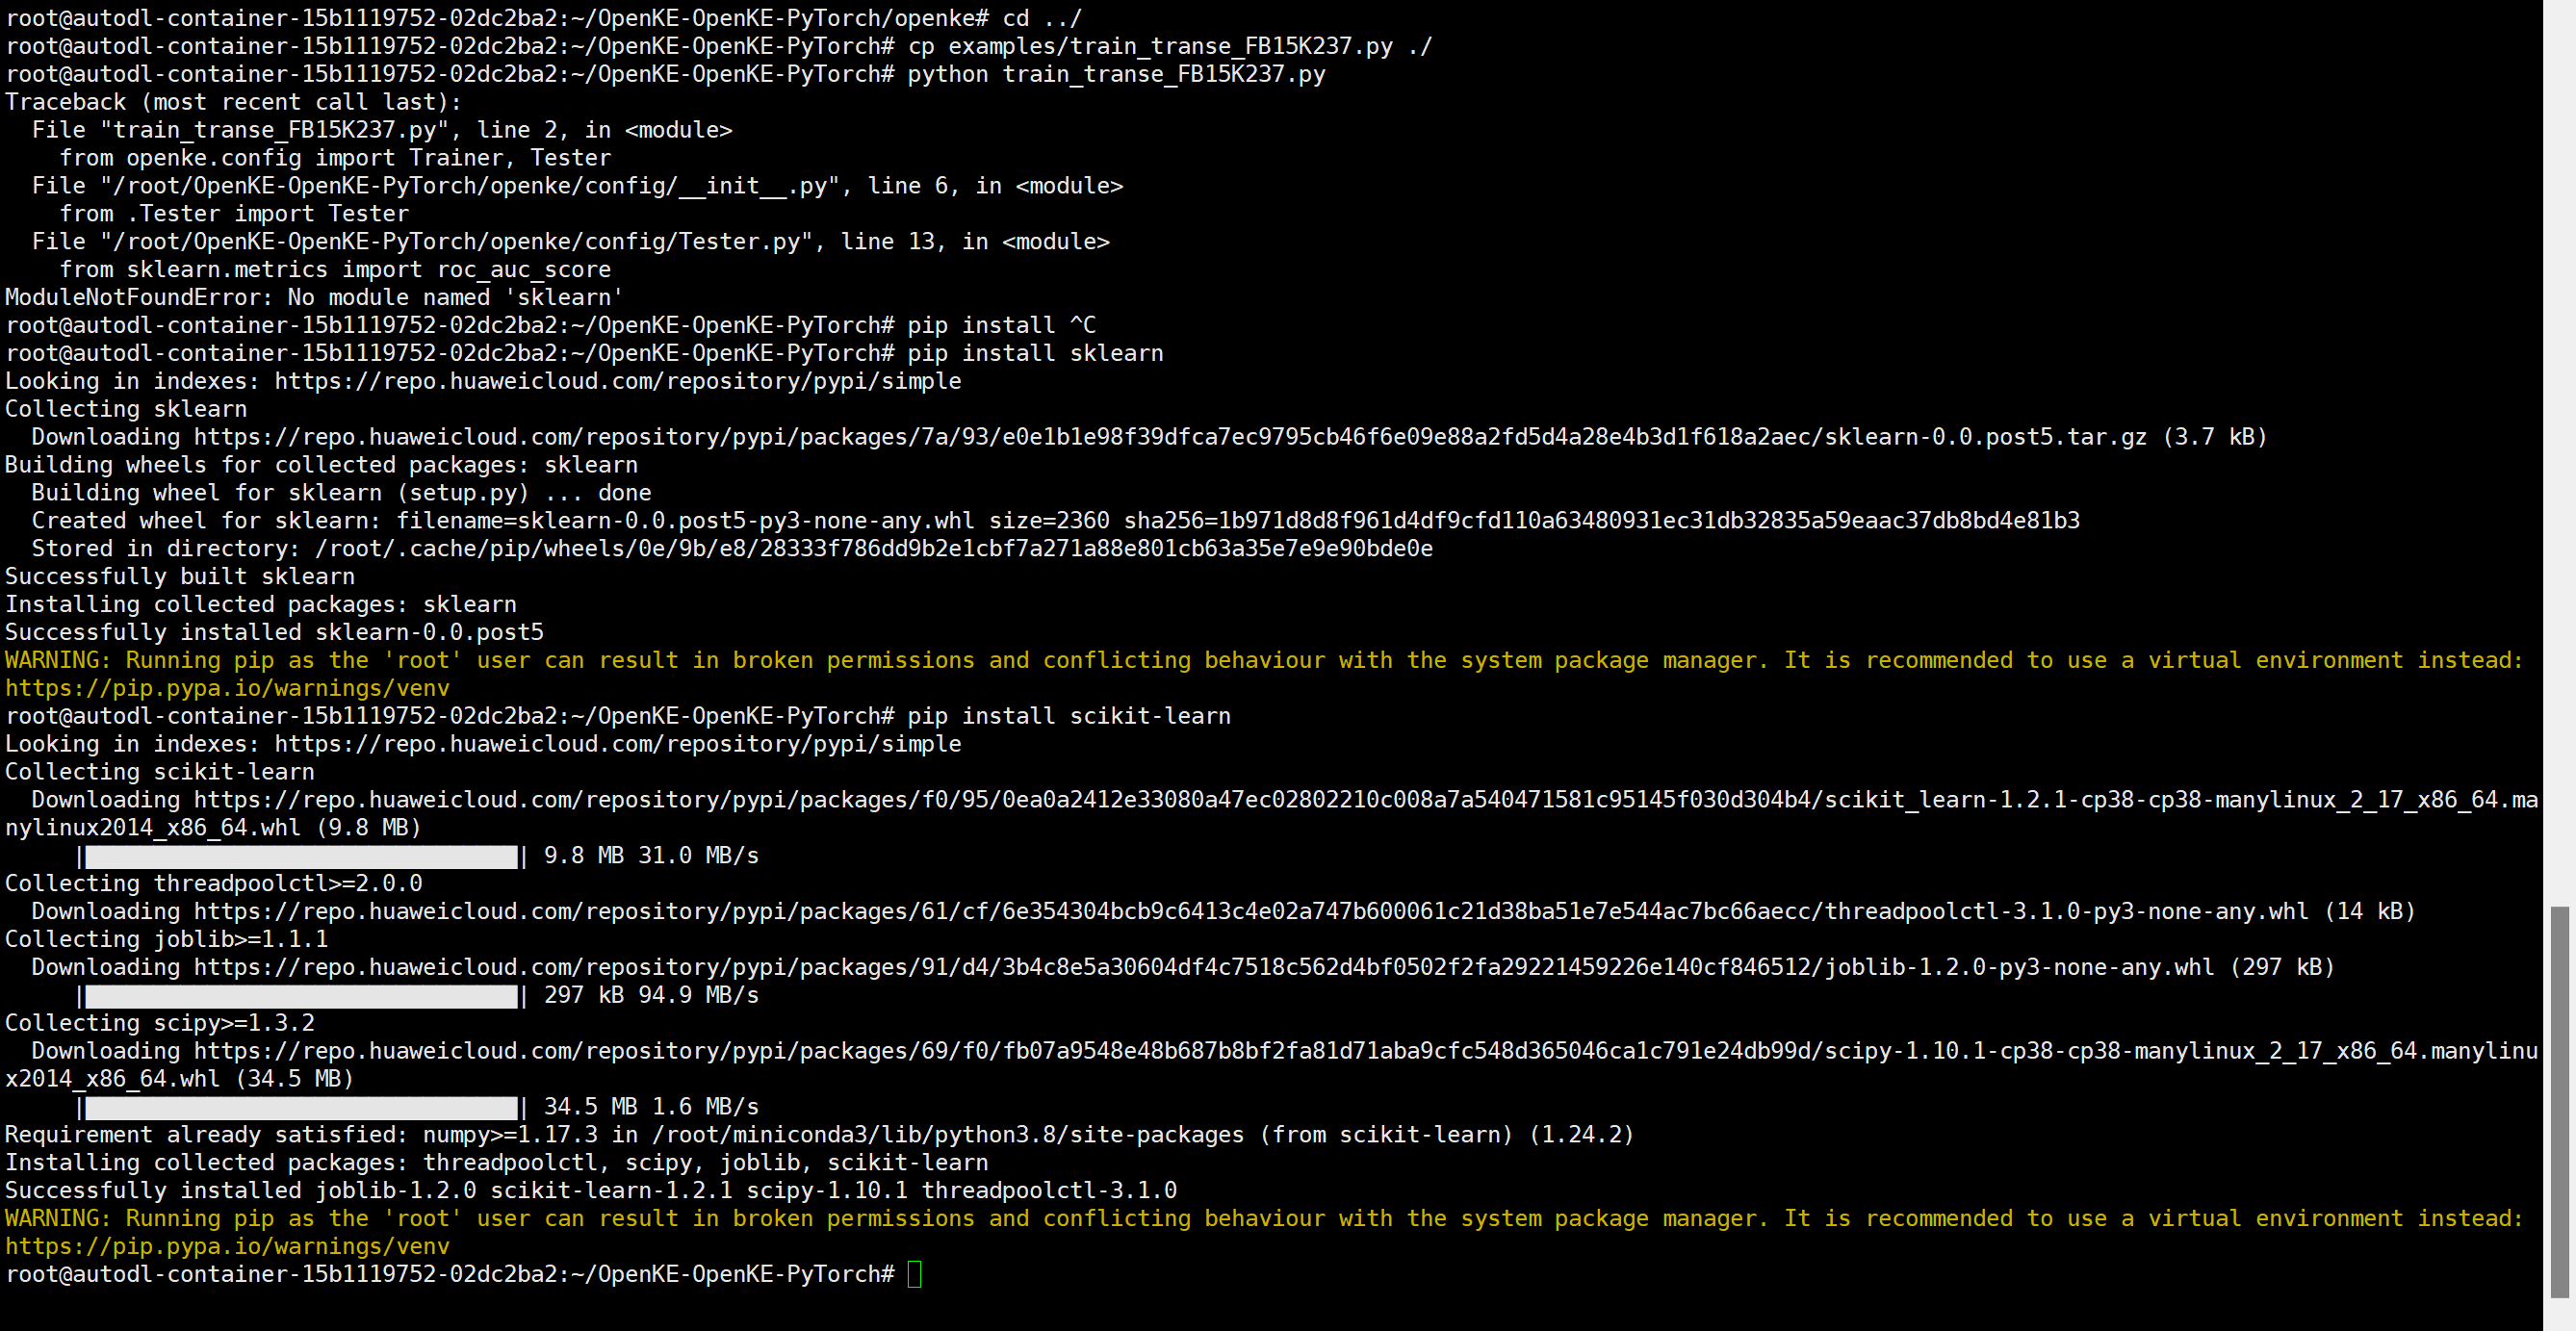 root@autodl-container-15b1119752-02dc2ba2:~/OpenKE-OpenKE-PyTorch/openke# cd ../
root@autodl-container-15b1119752-02dc2ba2:~/OpenKE-OpenKE-PyTorch# cp examples/train_transe_FB15K237.py ./
root@autodl-container-15b1119752-02dc2ba2:~/OpenKE-OpenKE-PyTorch# python train_transe_FB15K237.py
Traceback (most recent call last):
  File "train_transe_FB15K237.py", line 2, in <module>
    from openke.config import Trainer, Tester
  File "/root/OpenKE-OpenKE-PyTorch/openke/config/__init__.py", line 6, in <module>
    from .Tester import Tester
  File "/root/OpenKE-OpenKE-PyTorch/openke/config/Tester.py", line 13, in <module>
    from sklearn.metrics import roc_auc_score
ModuleNotFoundError: No module named 'sklearn'
root@autodl-container-15b1119752-02dc2ba2:~/OpenKE-OpenKE-PyTorch# pip install ^C
root@autodl-container-15b1119752-02dc2ba2:~/OpenKE-OpenKE-PyTorch# pip install sklearn
Looking in indexes: https://repo.huaweicloud.com/repository/pypi/simple
Collecting sklearn
  Downloading https://repo.huaweicloud.com/repository/pypi/packages/7a/93/e0e1b1e98f39dfca7ec9795cb46f6e09e88a2fd5d4a28e4b3d1f618a2aec/sklearn-0.0.post5.tar.gz (3.7 kB)
Building wheels for collected packages: sklearn
  Building wheel for sklearn (setup.py) ... done
  Created wheel for sklearn: filename=sklearn-0.0.post5-py3-none-any.whl size=2360 sha256=1b971d8d8f961d4df9cfd110a63480931ec31db32835a59eaac37db8bd4e81b3
  Stored in directory: /root/.cache/pip/wheels/0e/9b/e8/28333f786dd9b2e1cbf7a271a88e801cb63a35e7e9e90bde0e
Successfully built sklearn
Installing collected packages: sklearn
Successfully installed sklearn-0.0.post5
WARNING: Running pip as the 'root' user can result in broken permissions and conflicting behaviour with the system package manager. It is recommended to use a virtual environment instead:
https://pip.pypa.io/warnings/venv
root@autodl-container-15b1119752-02dc2ba2:~/OpenKE-OpenKE-PyTorch# pip install scikit-learn
Looking in indexes: https://repo.huaweicloud.com/repository/pypi/simple
Collecting scikit-learn
  Downloading https://repo.huaweicloud.com/repository/pypi/packages/f0/95/0ea0a2412e33080a47ec02802210c008a7a540471581c95145f030d304b4/scikit_learn-1.2.1-cp38-cp38-manylinux_2_17_x86_64.ma
nylinux2014_x86_64.whl (9.8 MB)
     || 9.8 MB 31.0 MB/s
Collecting threadpoolctl>=2.0.0
  Downloading https://repo.huaweicloud.com/repository/pypi/packages/61/cf/6e354304bcb9c6413c4e02a747b600061c21d38ba51e7e544ac7bc66aecc/threadpoolctl-3.1.0-py3-none-any.whl (14 kB)
Collecting joblib>=1.1.1
  Downloading https://repo.huaweicloud.com/repository/pypi/packages/91/d4/3b4c8e5a30604df4c7518c562d4bf0502f2fa29221459226e140cf846512/joblib-1.2.0-py3-none-any.whl (297 kB)
     || 297 kB 94.9 MB/s
Collecting scipy>=1.3.2
  Downloading https://repo.huaweicloud.com/repository/pypi/packages/69/f0/fb07a9548e48b687b8bf2fa81d71aba9cfc548d365046ca1c791e24db99d/scipy-1.10.1-cp38-cp38-manylinux_2_17_x86_64.manylinu
x2014_x86_64.whl (34.5 MB)
     || 34.5 MB 1.6 MB/s
Requirement already satisfied: numpy>=1.17.3 in /root/miniconda3/lib/python3.8/site-packages (from scikit-learn) (1.24.2)
Installing collected packages: threadpoolctl, scipy, joblib, scikit-learn
Successfully installed joblib-1.2.0 scikit-learn-1.2.1 scipy-1.10.1 threadpoolctl-3.1.0
WARNING: Running pip as the 'root' user can result in broken permissions and conflicting behaviour with the system package manager. It is recommended to use a virtual environment instead:
https://pip.pypa.io/warnings/venv
root@autodl-container-15b1119752-02dc2ba2:~/OpenKE-OpenKE-PyTorch#